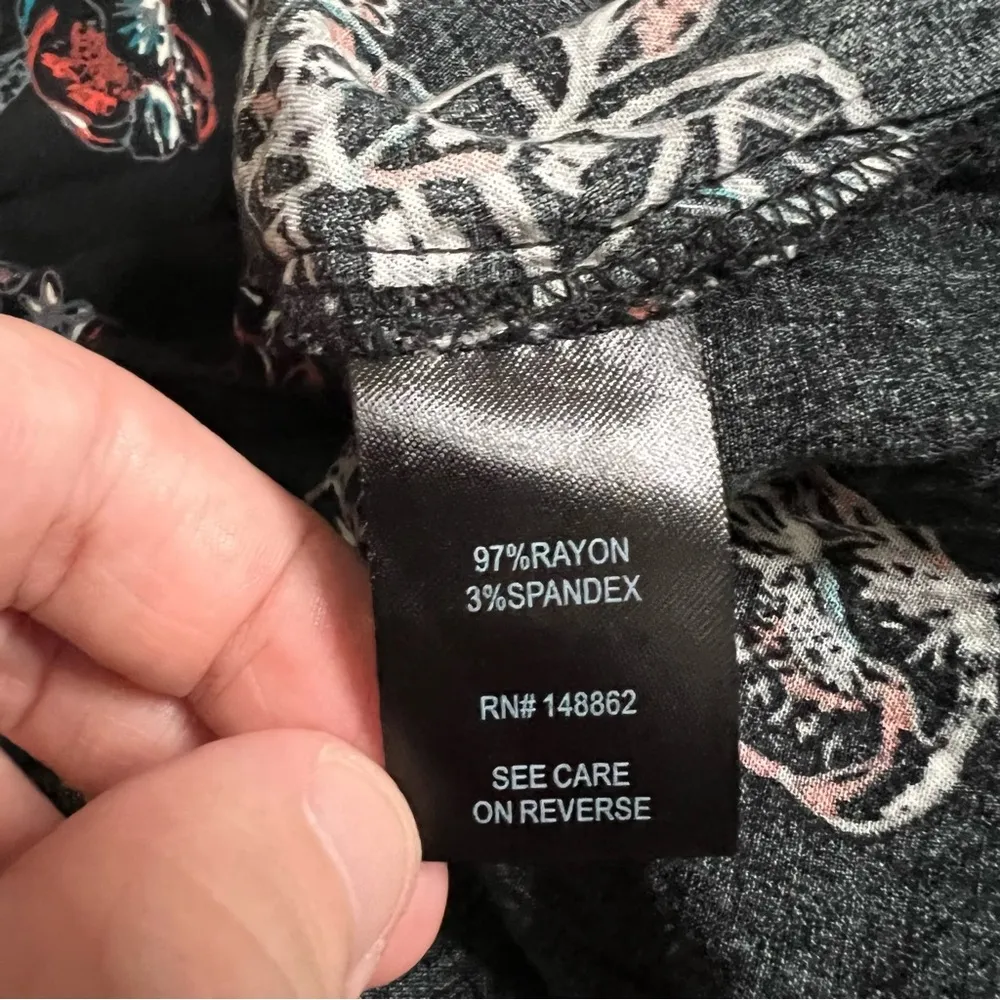 97%RAYON
3%SPANDEX
RN# 148862
SEE CARE
ON REVERSE